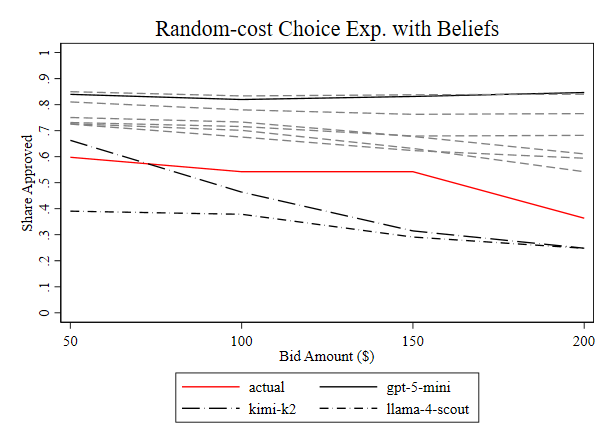 Random-cost Choice Exp. with Beliefs
Share Approved
1
.9
.8
.7
.6
.5
.4
.3
.2
.1
0
50 100 150 200
Bid Amount ($)
actual gpt-5-mini
kimi-k2 llama-4-scout